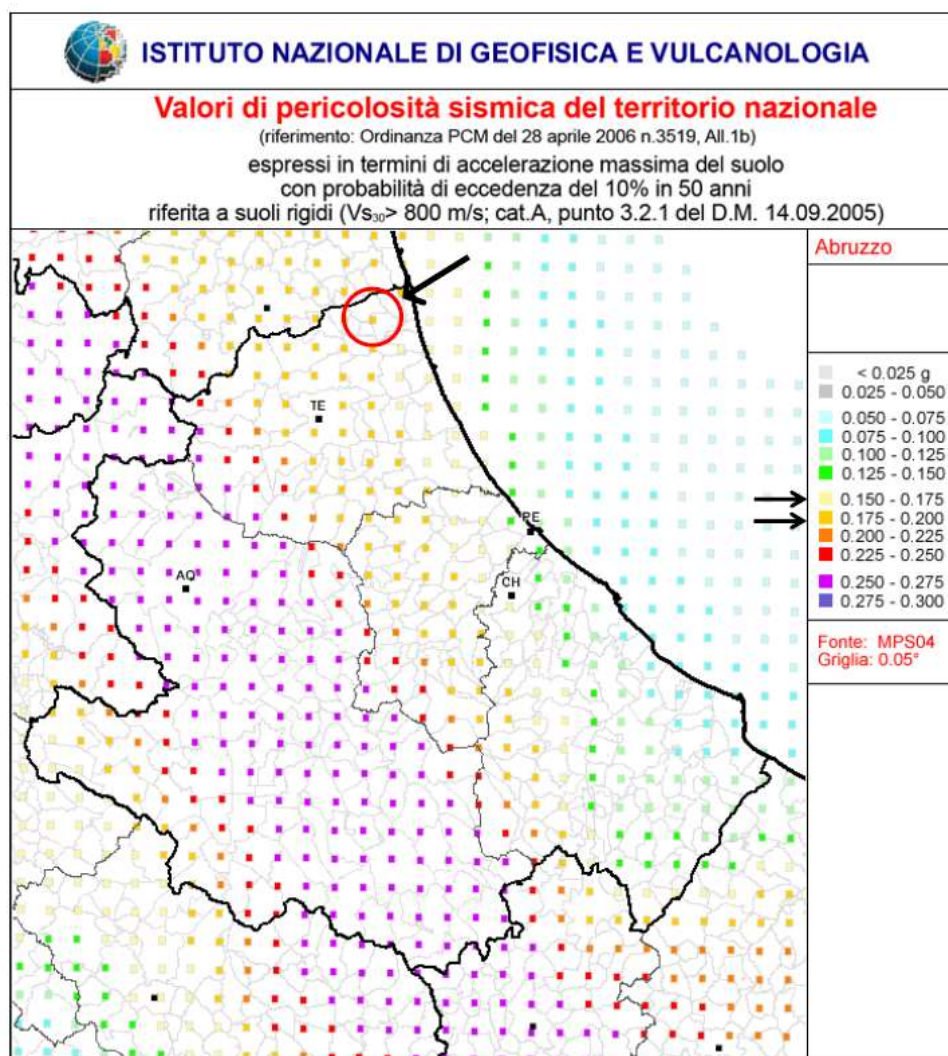 ISTITUTO NAZIONALE DI GEOFISICA E VULCANOLOGIA
Valori di pericolosità sismica del territorio nazionale
(riferimento: Ordinanza PCM del 28 aprile 2006 n.3519, All.1b)
espressi in termini di accelerazione massima del suolo
con probabilità di eccedenza del 10% in 50 anni
riferita a suoli rigidi (Vs₃₀> 800 m/s; cat.A, punto 3.2.1 del D.M. 14.09.2005)
Abruzzo
TE
PE
AQ
CH
< 0.025 g
0.025 - 0.050
0.050 - 0.075
0.075 - 0.100
0.100 - 0.125
0.125 - 0.150
0.150 - 0.175
0.175 - 0.200
0.200 - 0.225
0.225 - 0.250
0.250 - 0.275
0.275 - 0.300
Fonte: MPS04
Griglia: 0.05°